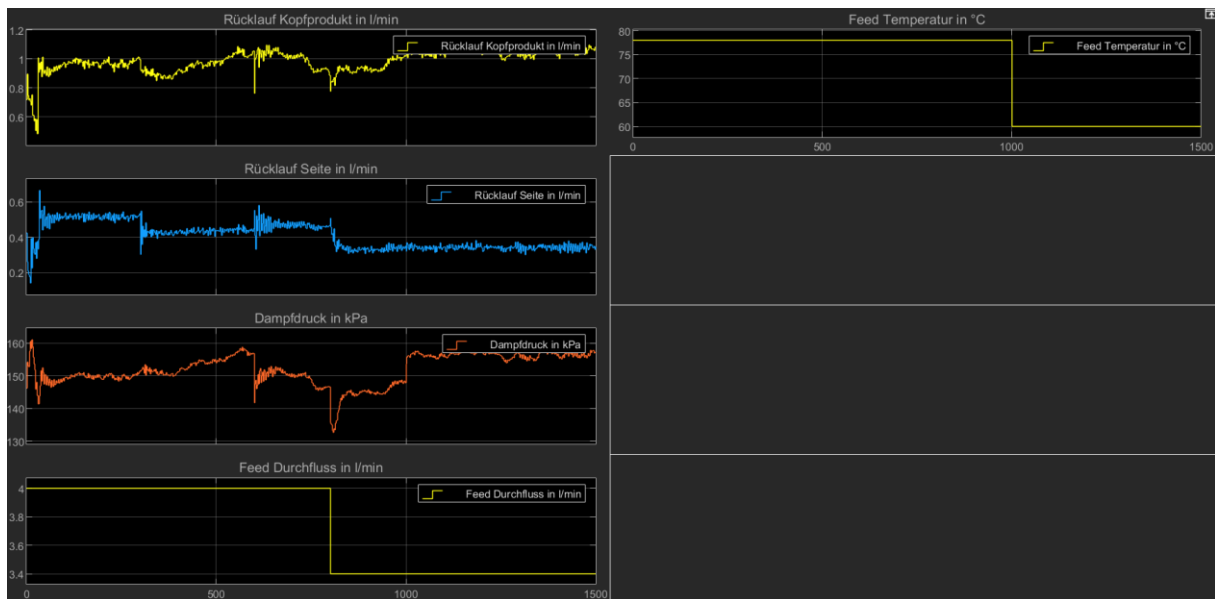 Rücklauf Kopfprodukt in l/min
1.2
1
0.8
0.6
Rücklauf Kopfprodukt in l/min
Rücklauf Seite in l/min
0.6
0.4
0.2
Rücklauf Seite in l/min
Dampfdruck in kPa
160
150
140
130
Dampfdruck in kPa
Feed Durchfluss in l/min
4
3.8
3.6
3.4
Feed Durchfluss in l/min
0 500 1000 1500
Feed Temperatur in °C
80
75
70
65
60
Feed Temperatur in °C
0 500 1000 1500